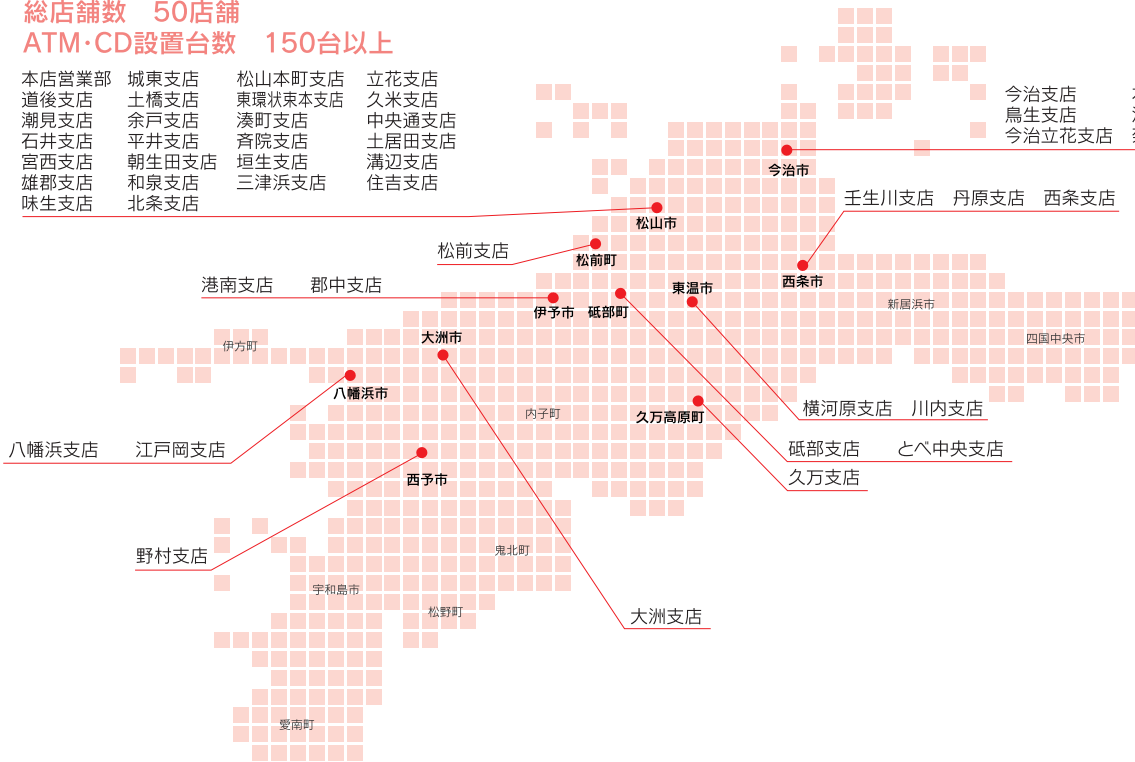 総店舗数　50店舗
ATM･CD設置台数　150台以上
本店営業部　城東支店　松山本町支店　立花支店
道後支店　土橋支店　東環状束本支店　久米支店
潮見支店　余戸支店　湊町支店　中央通支店
石井支店　平井支店　斉院支店　土居田支店
宮西支店　朝生田支店　垣生支店　溝辺支店
雄郡支店　和泉支店　三津浜支店　住吉支店
味生支店　北条支店
今治支店
鳥生支店
今治立花支店
今治市
壬生川支店　丹原支店　西条支店
松山市
松前支店
松前町
西条市
港南支店　郡中支店
東温市
伊予市　砥部町
新居浜市
大洲市
四国中央市
伊方町
八幡浜市
内子町
久万高原町
横河原支店　川内支店
八幡浜支店　江戸岡支店
砥部支店　とべ中央支店
久万支店
西予市
野村支店
鬼北町
宇和島市
松野町
大洲支店
愛南町